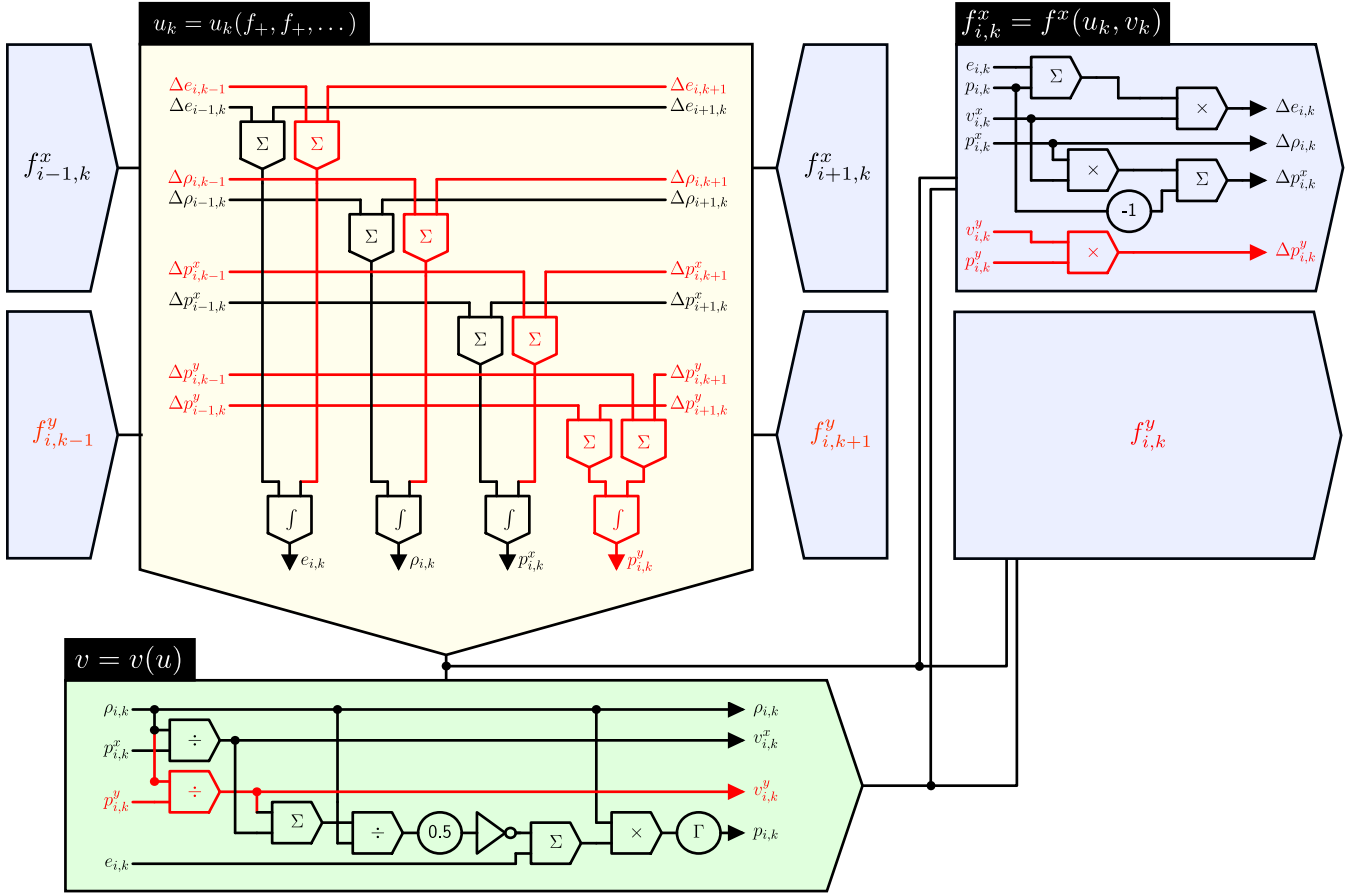 u_k = u_k(f_+, f_+, …)
f^x_{i,k} = f^x(u_k, v_k)
f^x_{i−1,k}
Δe_{i,k−1} Δe_{i,k+1}
Δe_{i−1,k} Δe_{i+1,k}
Σ Σ
Δρ_{i,k−1} Δρ_{i,k+1}
Δρ_{i−1,k} Δρ_{i+1,k}
Σ Σ
Δp^x_{i,k−1} Δp^x_{i,k+1}
Δp^x_{i−1,k} Δp^x_{i+1,k}
Σ Σ
Δp^y_{i,k−1} Δp^y_{i,k+1}
Δp^y_{i−1,k} Δp^y_{i+1,k}
Σ Σ
∫ ∫ ∫ ∫
e_{i,k} ρ_{i,k} p^x_{i,k} p^y_{i,k}
f^x_{i+1,k}
f^y_{i,k−1}
f^y_{i,k+1}
e_{i,k}
p_{i,k}
Σ
v^x_{i,k}
×
Δe_{i,k}
p^x_{i,k}
Δρ_{i,k}
×
Σ
Δp^x_{i,k}
-1
v^y_{i,k}
p^y_{i,k}
×
Δp^y_{i,k}
f^y_{i,k}
v = v(u)
ρ_{i,k} ρ_{i,k}
p^x_{i,k} ÷ v^x_{i,k}
p^y_{i,k} ÷ v^y_{i,k}
Σ ÷ 0.5 Σ × Γ p_{i,k}
e_{i,k}